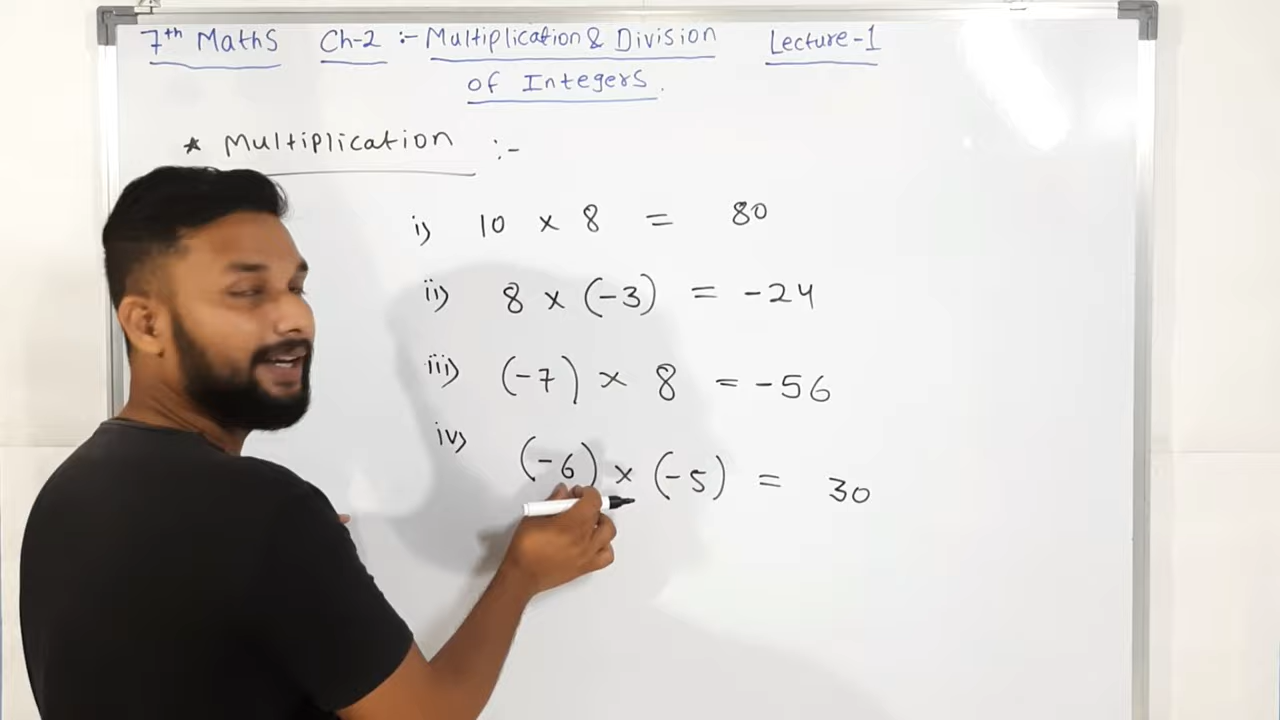 7th Maths Ch-2 :- Multiplication & Division Lecture-1
of Integers.
* Multiplication :-
i) 10 × 8 = 80
ii) 8 × (-3) = -24
iii) (-7) × 8 = -56
iv) (-6) × (-5) = 30